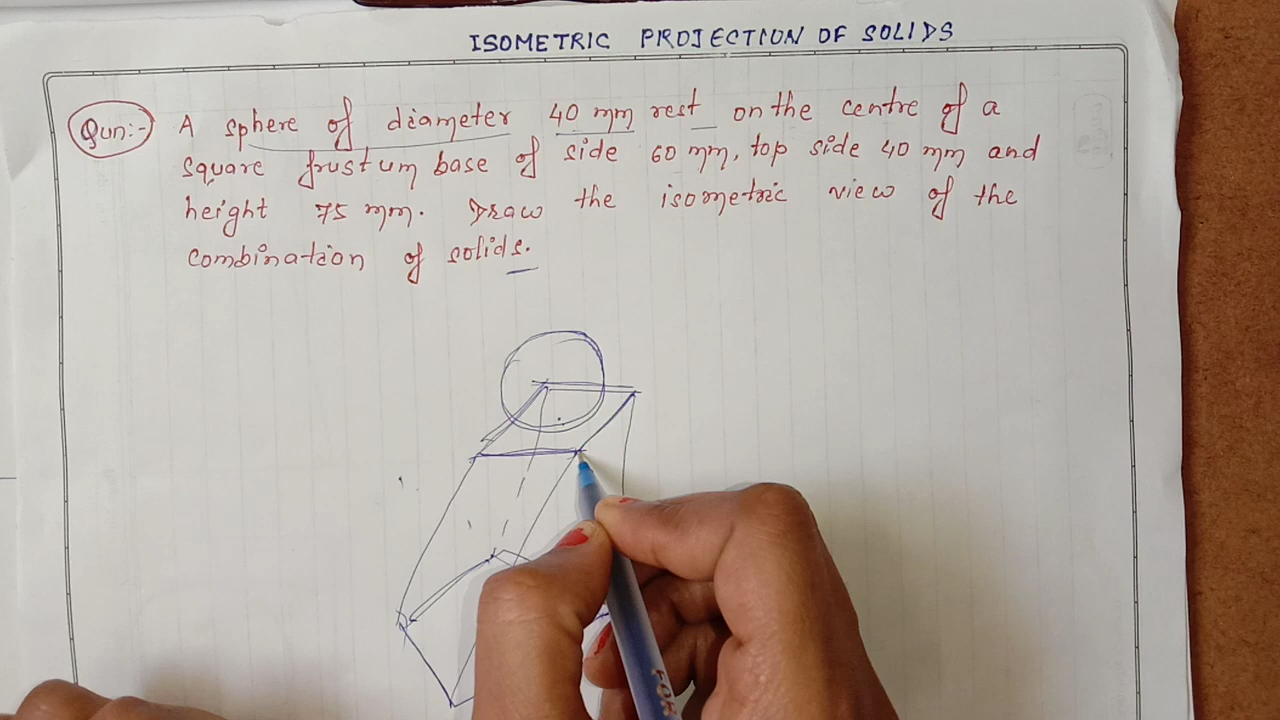 ISOMETRIC PROJECTION OF SOLIDS
Qun:- A sphere of diameter 40 mm rest on the centre of a
square frustum base of side 60 mm, top side 40 mm and
height 75 mm. Draw the isometric view of the
combination of solids.
FOR